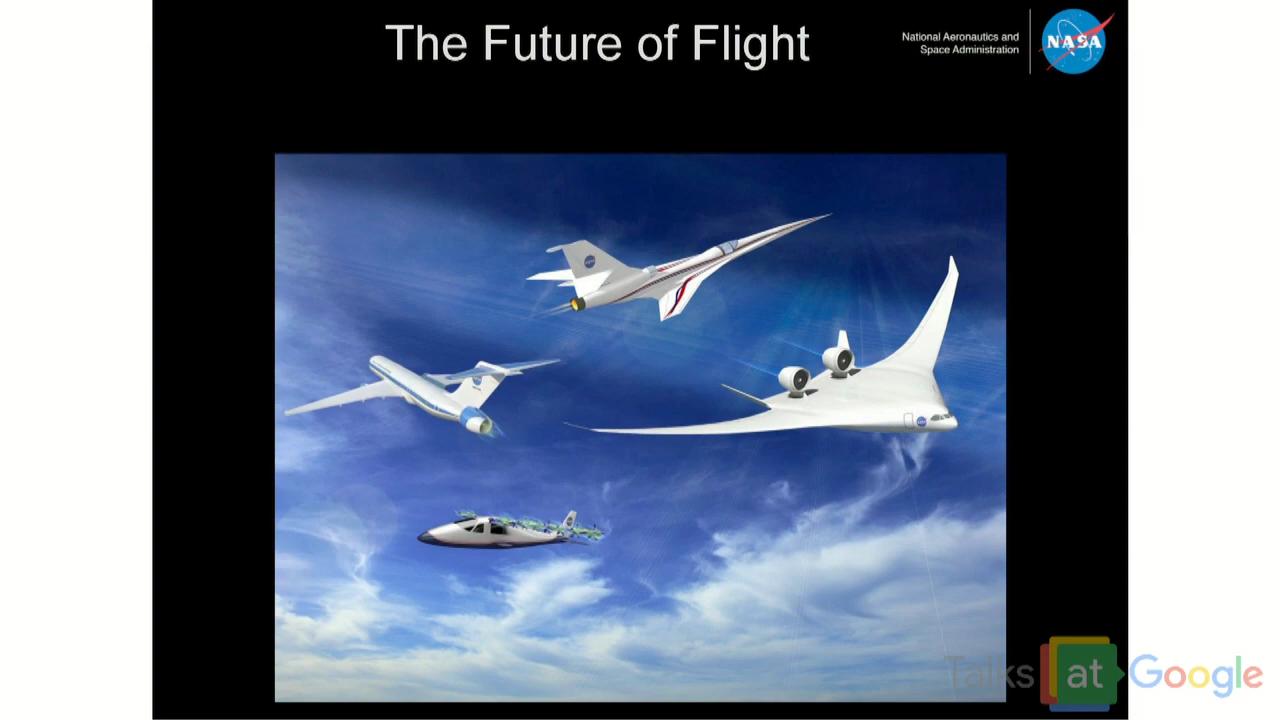 The Future of Flight
National Aeronautics and
Space Administration
NASA
Talks at Google